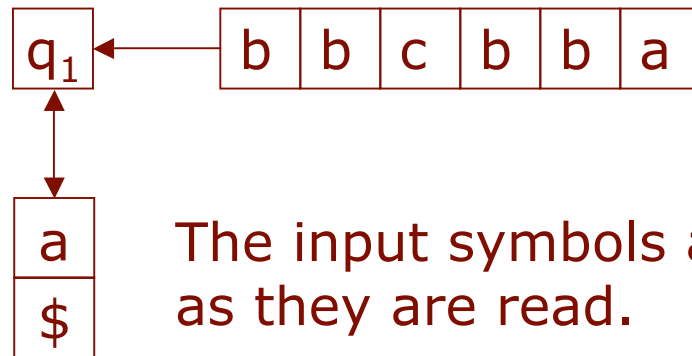 q₁ b b c b b a
a
The input symbols a
as they are read.
$